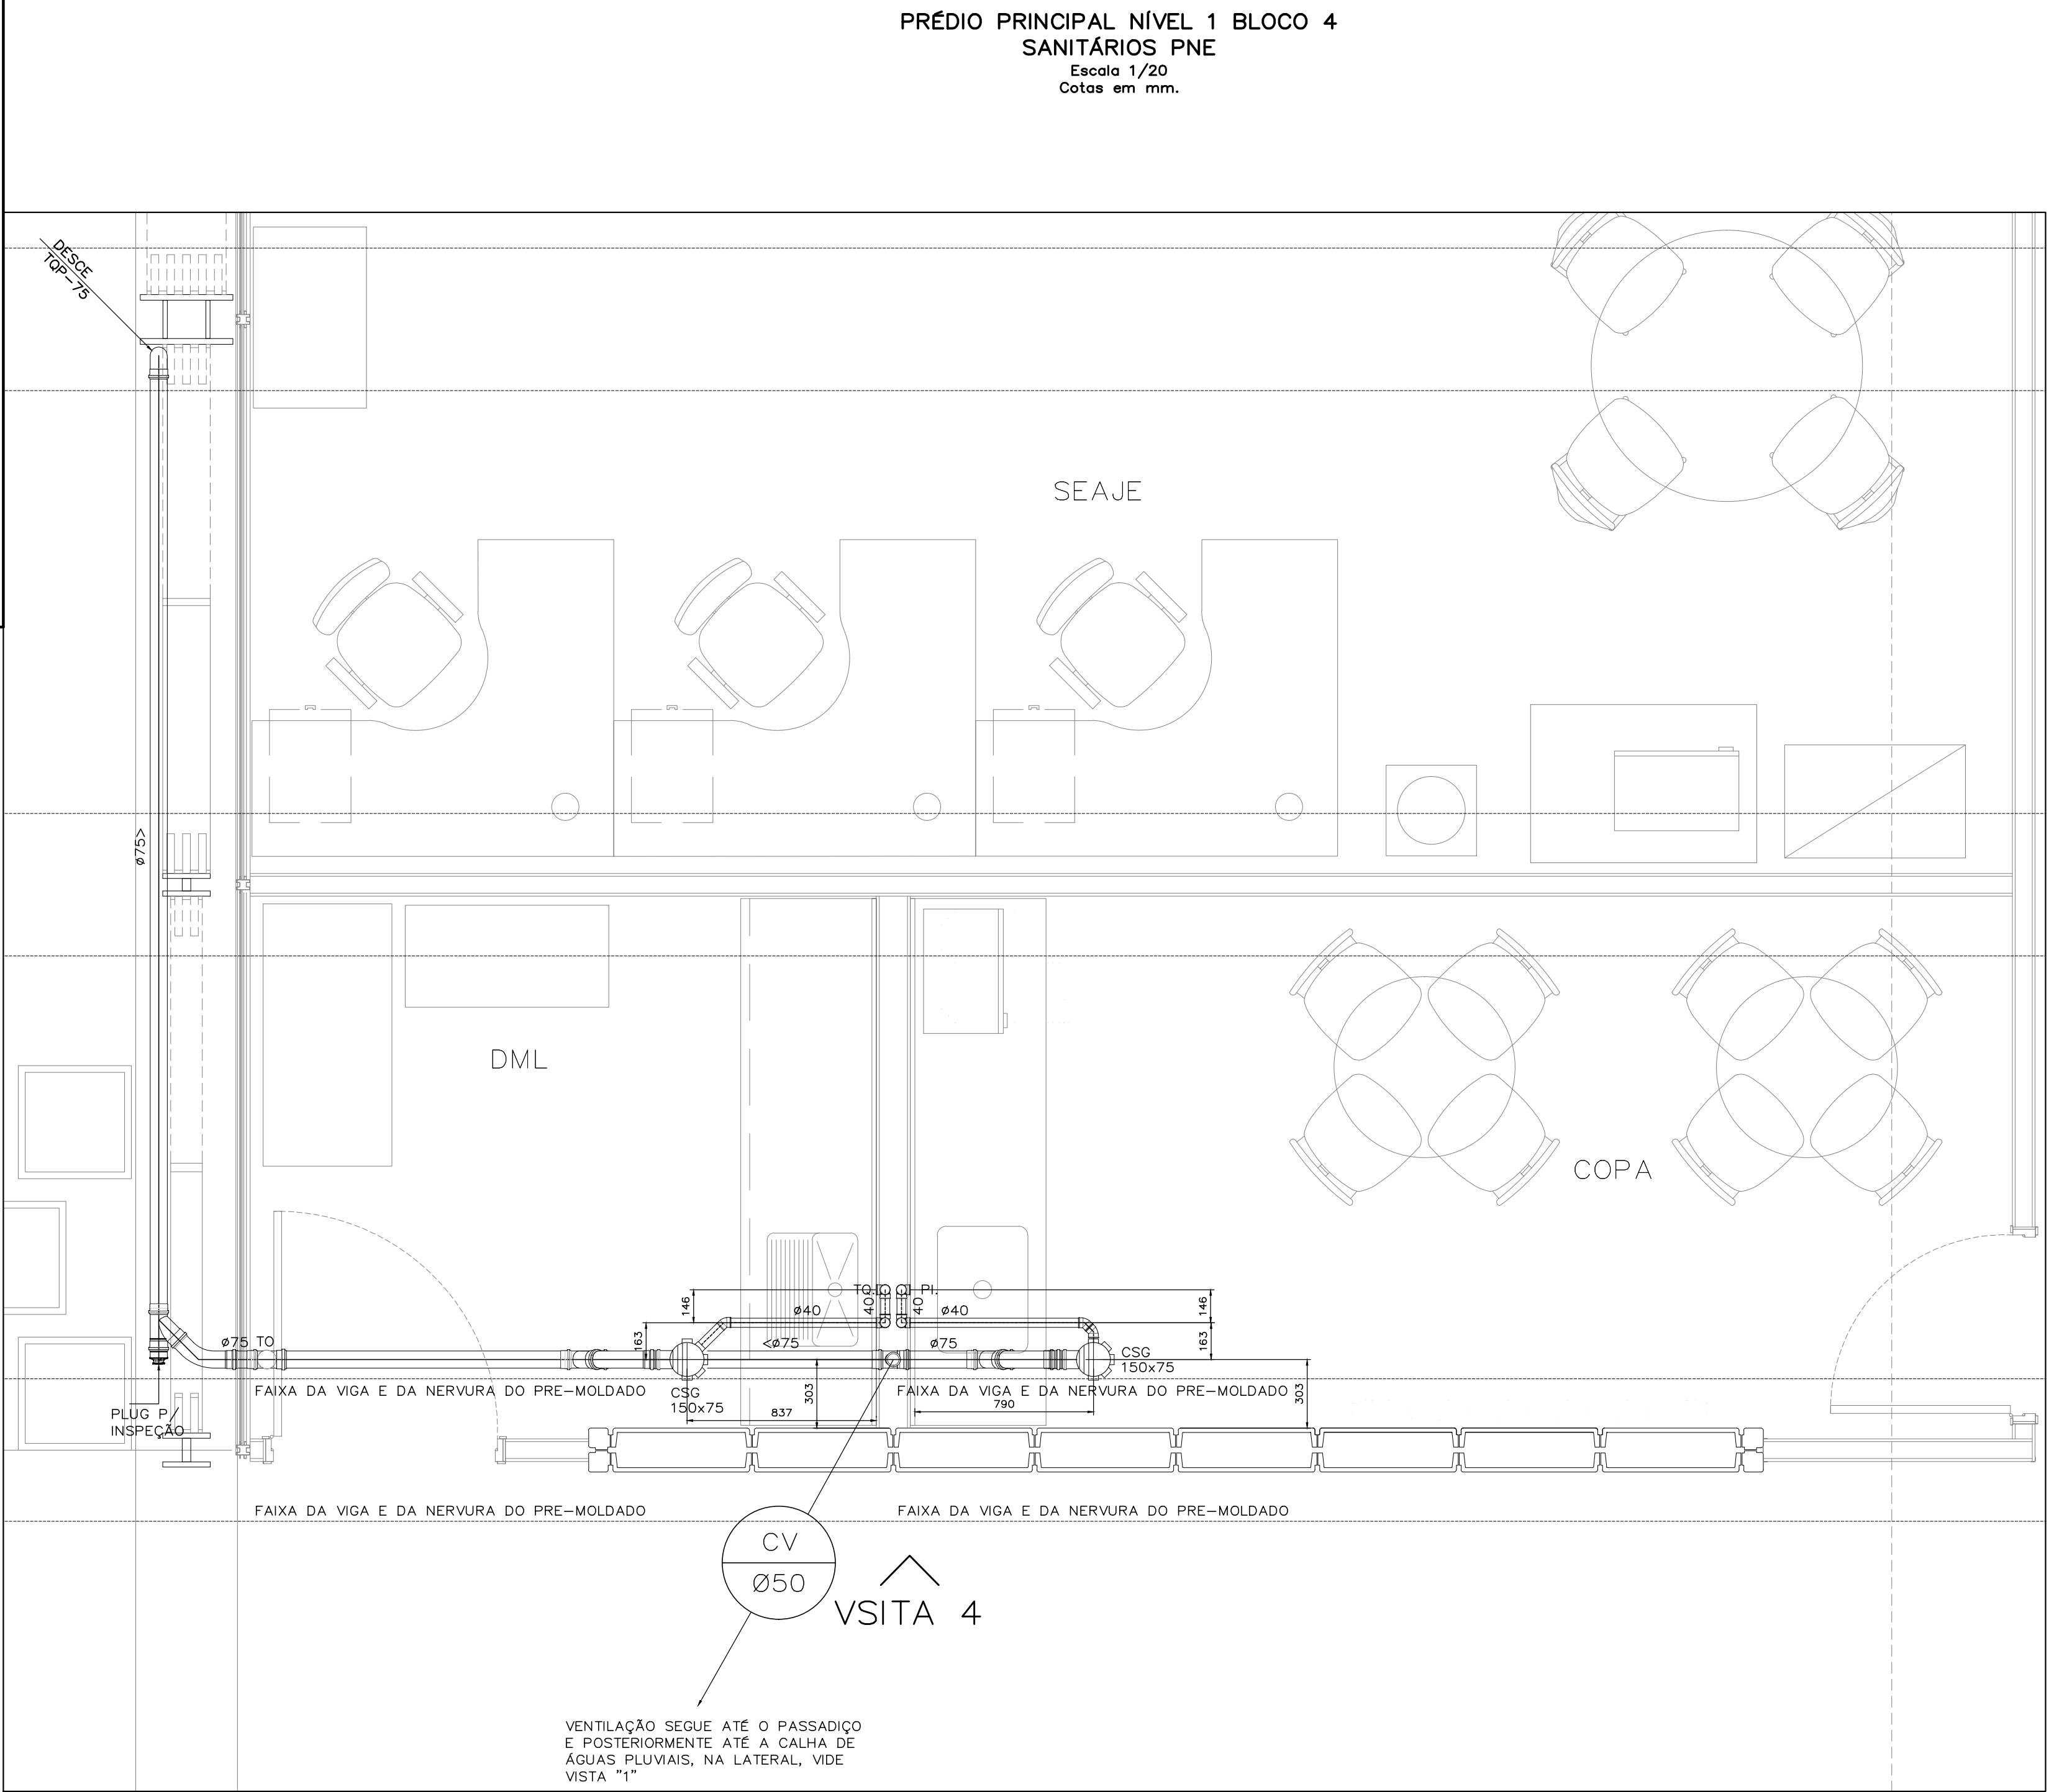 PRÉDIO PRINCIPAL NÍVEL 1 BLOCO 4
SANITÁRIOS PNE
Escala 1/20
Cotas em mm.
DESCE
TQP-75
SEAJE
ø75>
DML
COPA
TQ.
PI.
146
ø40
40
40
ø40
146
163
<ø75
ø75
163
ø75 TO
CSG
150x75
FAIXA DA VIGA E DA NERVURA DO PRE-MOLDADO
CSG
150x75
303
FAIXA DA VIGA E DA NERVURA DO PRE-MOLDADO
303
837
790
PLUG P/
INSPEÇÃO
FAIXA DA VIGA E DA NERVURA DO PRE-MOLDADO
FAIXA DA VIGA E DA NERVURA DO PRE-MOLDADO
CV
Ø50
VSITA 4
VENTILAÇÃO SEGUE ATÉ O PASSADIÇO
E POSTERIORMENTE ATÉ A CALHA DE
ÁGUAS PLUVIAIS, NA LATERAL, VIDE
VISTA "1"